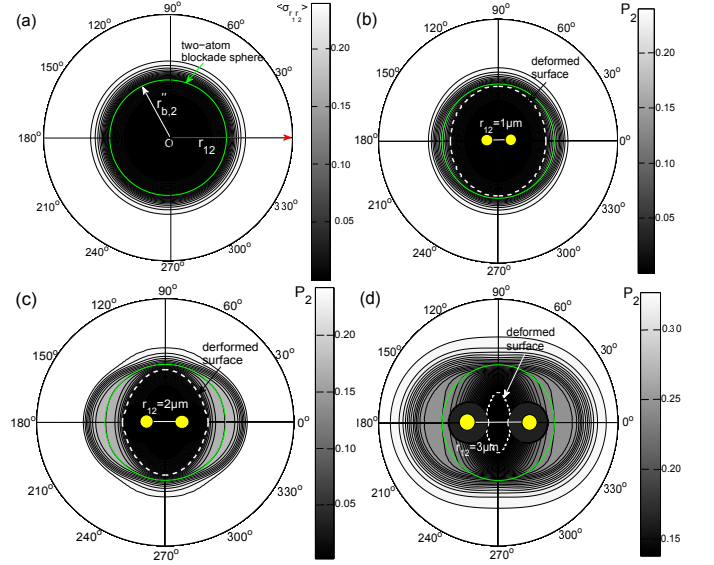 (a)
<σr1r2>
90°
120°
60°
two-atom
blockade sphere
150°
30°
r''b,2
0.20
0.15
0.10
0.05
180°
O
r12
210°
330°
240°
300°
270°
(b)
P2
90°
120°
60°
deformed
surface
150°
30°
r12=1μm
0.20
0.15
0.10
0.05
180°
0°
210°
330°
240°
300°
270°
(c)
P2
90°
120°
60°
derformed
surface
150°
30°
r12=2μm
0.20
0.15
0.10
0.05
180°
0°
210°
330°
240°
300°
270°
(d)
P2
90°
120°
60°
deformed
surface
150°
30°
0.30
0.25
0.20
0.15
180°
0°
r12=3μm
210°
330°
240°
300°
270°